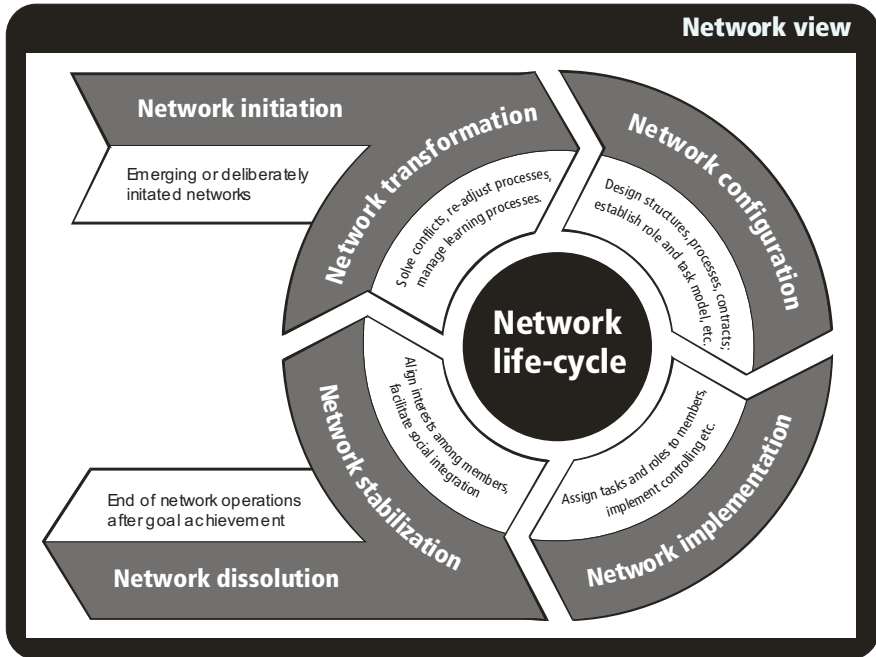 Network view
Network initiation
Emerging or deliberately
initated networks
Network transformation
Solve conflicts, re-adjust processes,
manage learning processes.
Network configuration
Design structures, processes, contracts;
establish role and task model, etc.
Network
life-cycle
Network implementation
Assign tasks and roles to members,
implement controlling etc.
Network stabilization
Align interests among members,
facilitate social integration
End of network operations
after goal achievement
Network dissolution